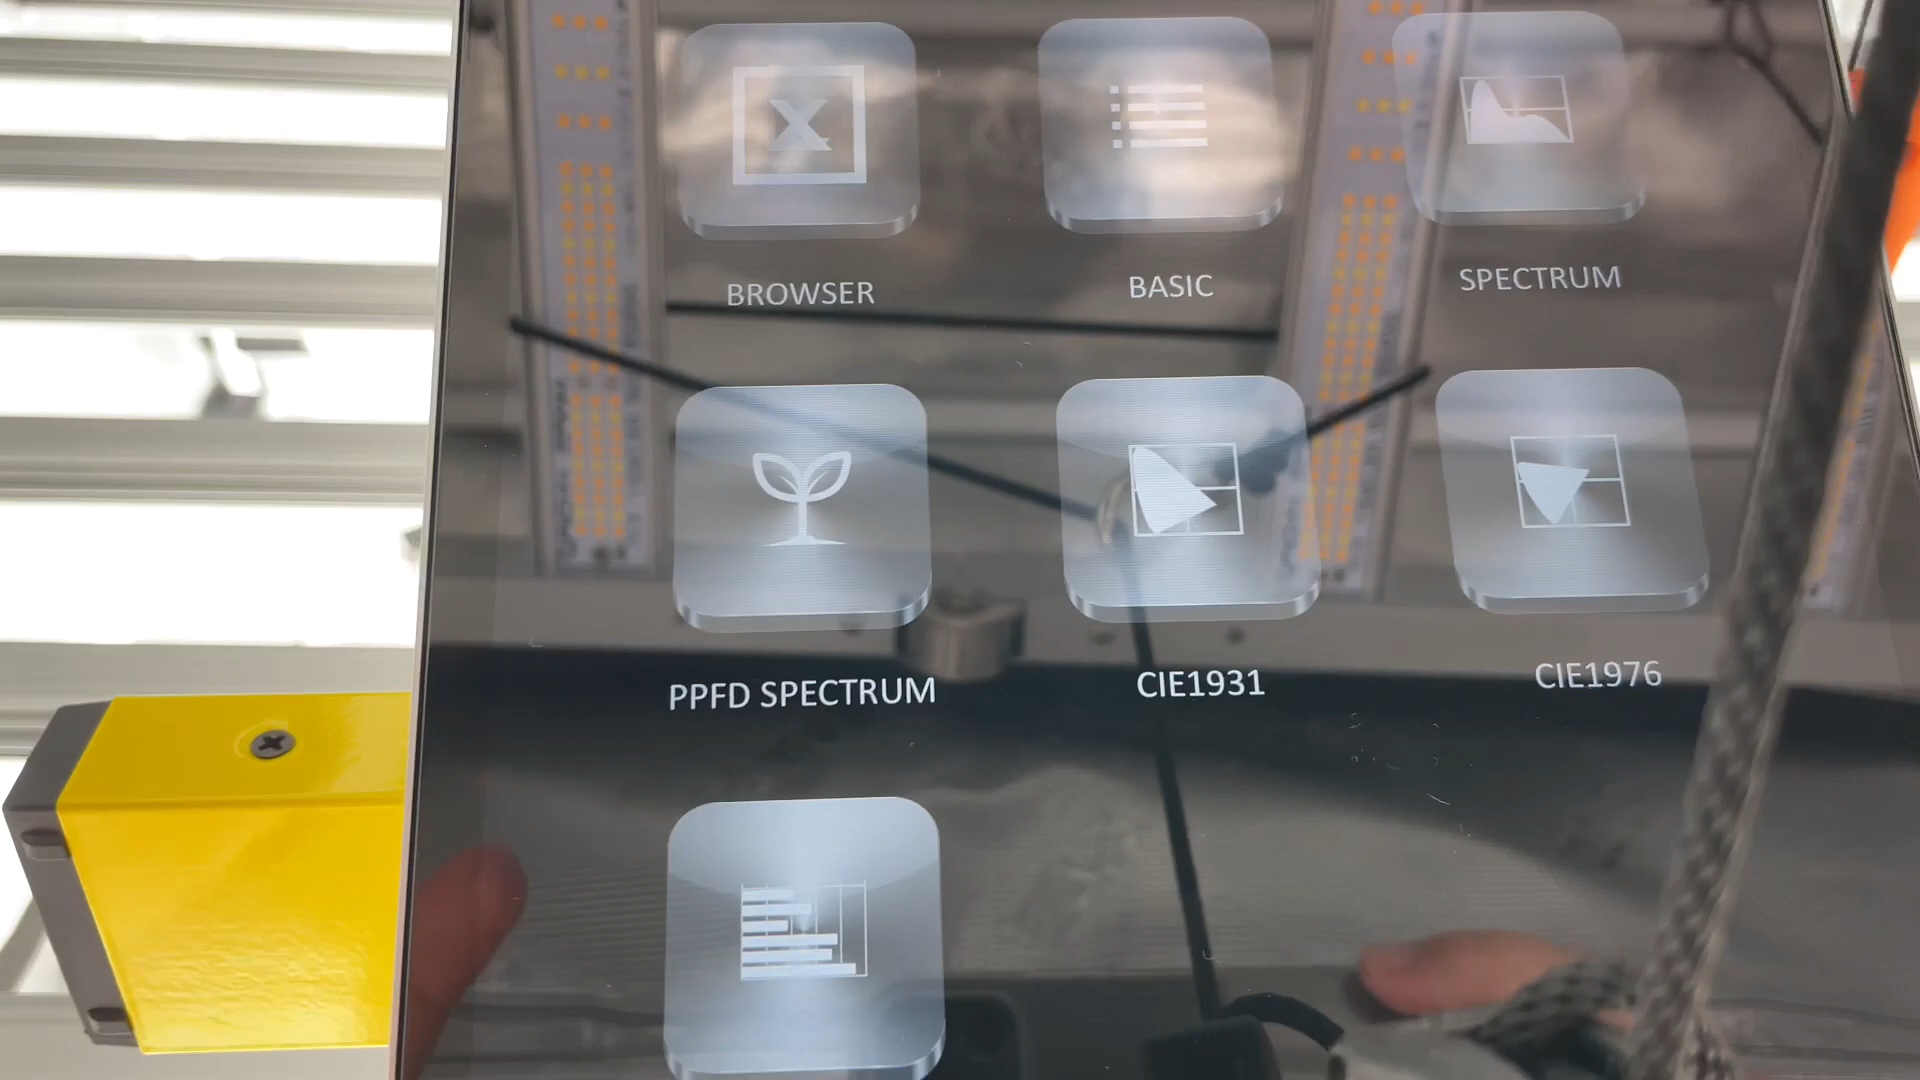 X
BROWSER
BASIC
SPECTRUM
PPFD SPECTRUM
CIE1931
CIE1976